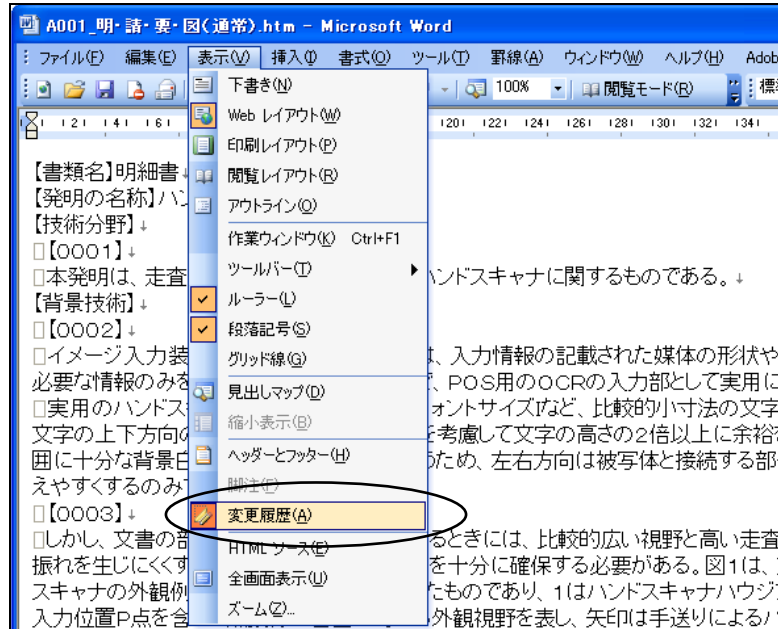 A001_明・請・要・図(通常).htm - Microsoft Word
ファイル(F) 編集(E) 表示(V) 挿入(I) 書式(O) ツール(T) 罫線(A) ウィンドウ(W) ヘルプ(H) Adob
100% 閲覧モード(R) 標
下書き(N)
Web レイアウト(W)
印刷レイアウト(P)
閲覧レイアウト(R)
アウトライン(O)
作業ウィンドウ(K) Ctrl+F1
ツールバー(T)
ルーラー(L)
段落記号(S)
グリッド線(G)
見出しマップ(D)
縮小表示(B)
ヘッダーとフッター(H)
脚注(F)
変更履歴(A)
HTML ソース(E)
全画面表示(U)
ズーム(Z)...
|2| |4| |6| |20| |22| |24| |26| |28| |30| |32| |34|
【書類名】明細書↓
【発明の名称】ハン
【技術分野】↓
□【0001】↓
□本発明は、走査 ハンドスキャナに関するものである。↓
【背景技術】↓
□【0002】↓
□イメージ入力装 、入力情報の記載された媒体の形状や
必要な情報のみを 、POS用のOCRの入力部として実用に
□実用のハンドス ォントサイズIなど、比較的小寸法の文字
文字の上下方向の を考慮して文字の高さの2倍以上に余裕
囲に十分な背景白 ため、左右方向は被写体と接続する部
えやすくするのみ
□【0003】↓
□しかし、文書の部 るときには、比較的広い視野と高い走査
振れを生じにくくす を十分に確保する必要がある。図1は、
スキャナの外観例 たものであり、1はハンドスキャナハウジ
入力位置P点を含 外観視野を表し、矢印は手送りによるハ